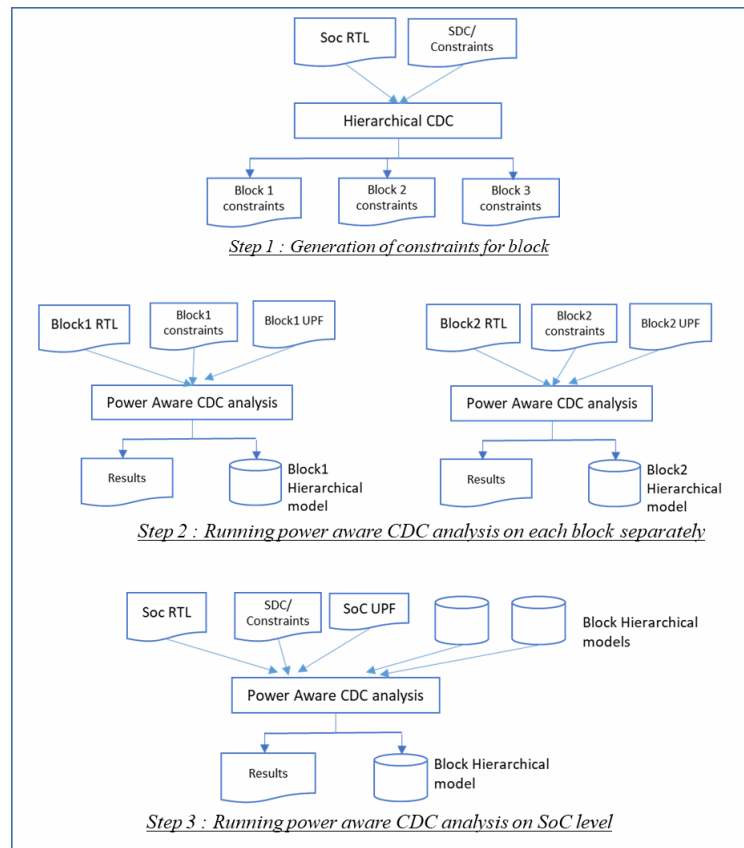 Soc RTL
SDC/
Constraints
Hierarchical CDC
Block 1
constraints
Block 2
constraints
Block 3
constraints
Step 1 : Generation of constraints for block
Block1 RTL
Block1
constraints
Block1 UPF
Power Aware CDC analysis
Results
Block1
Hierarchical
model
Block2 RTL
Block2
constraints
Block2 UPF
Power Aware CDC analysis
Results
Block2
Hierarchical
model
Step 2 : Running power aware CDC analysis on each block separately
Soc RTL
SDC/
Constraints
SoC UPF
Block Hierarchical
models
Power Aware CDC analysis
Results
Block Hierarchical
model
Step 3 : Running power aware CDC analysis on SoC level